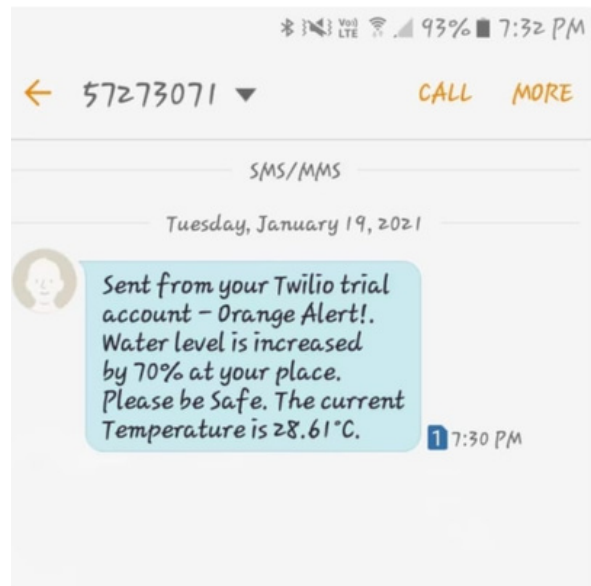 Vo)) LTE 93% 7:32 PM
57273071 CALL MORE
SMS/MMS
Tuesday, January 19, 2021
Sent from your Twilio trial
account - Orange Alert!.
Water level is increased
by 70% at your place.
Please be Safe. The current
Temperature is 28.61°C.
1 7:30 PM